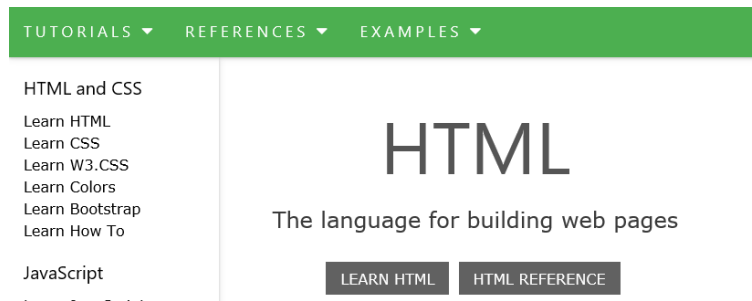 TUTORIALS REFERENCES EXAMPLES
HTML and CSS
Learn HTML
Learn CSS
Learn W3.CSS
Learn Colors
Learn Bootstrap
Learn How To
JavaScript
HTML
The language for building web pages
LEARN HTML HTML REFERENCE